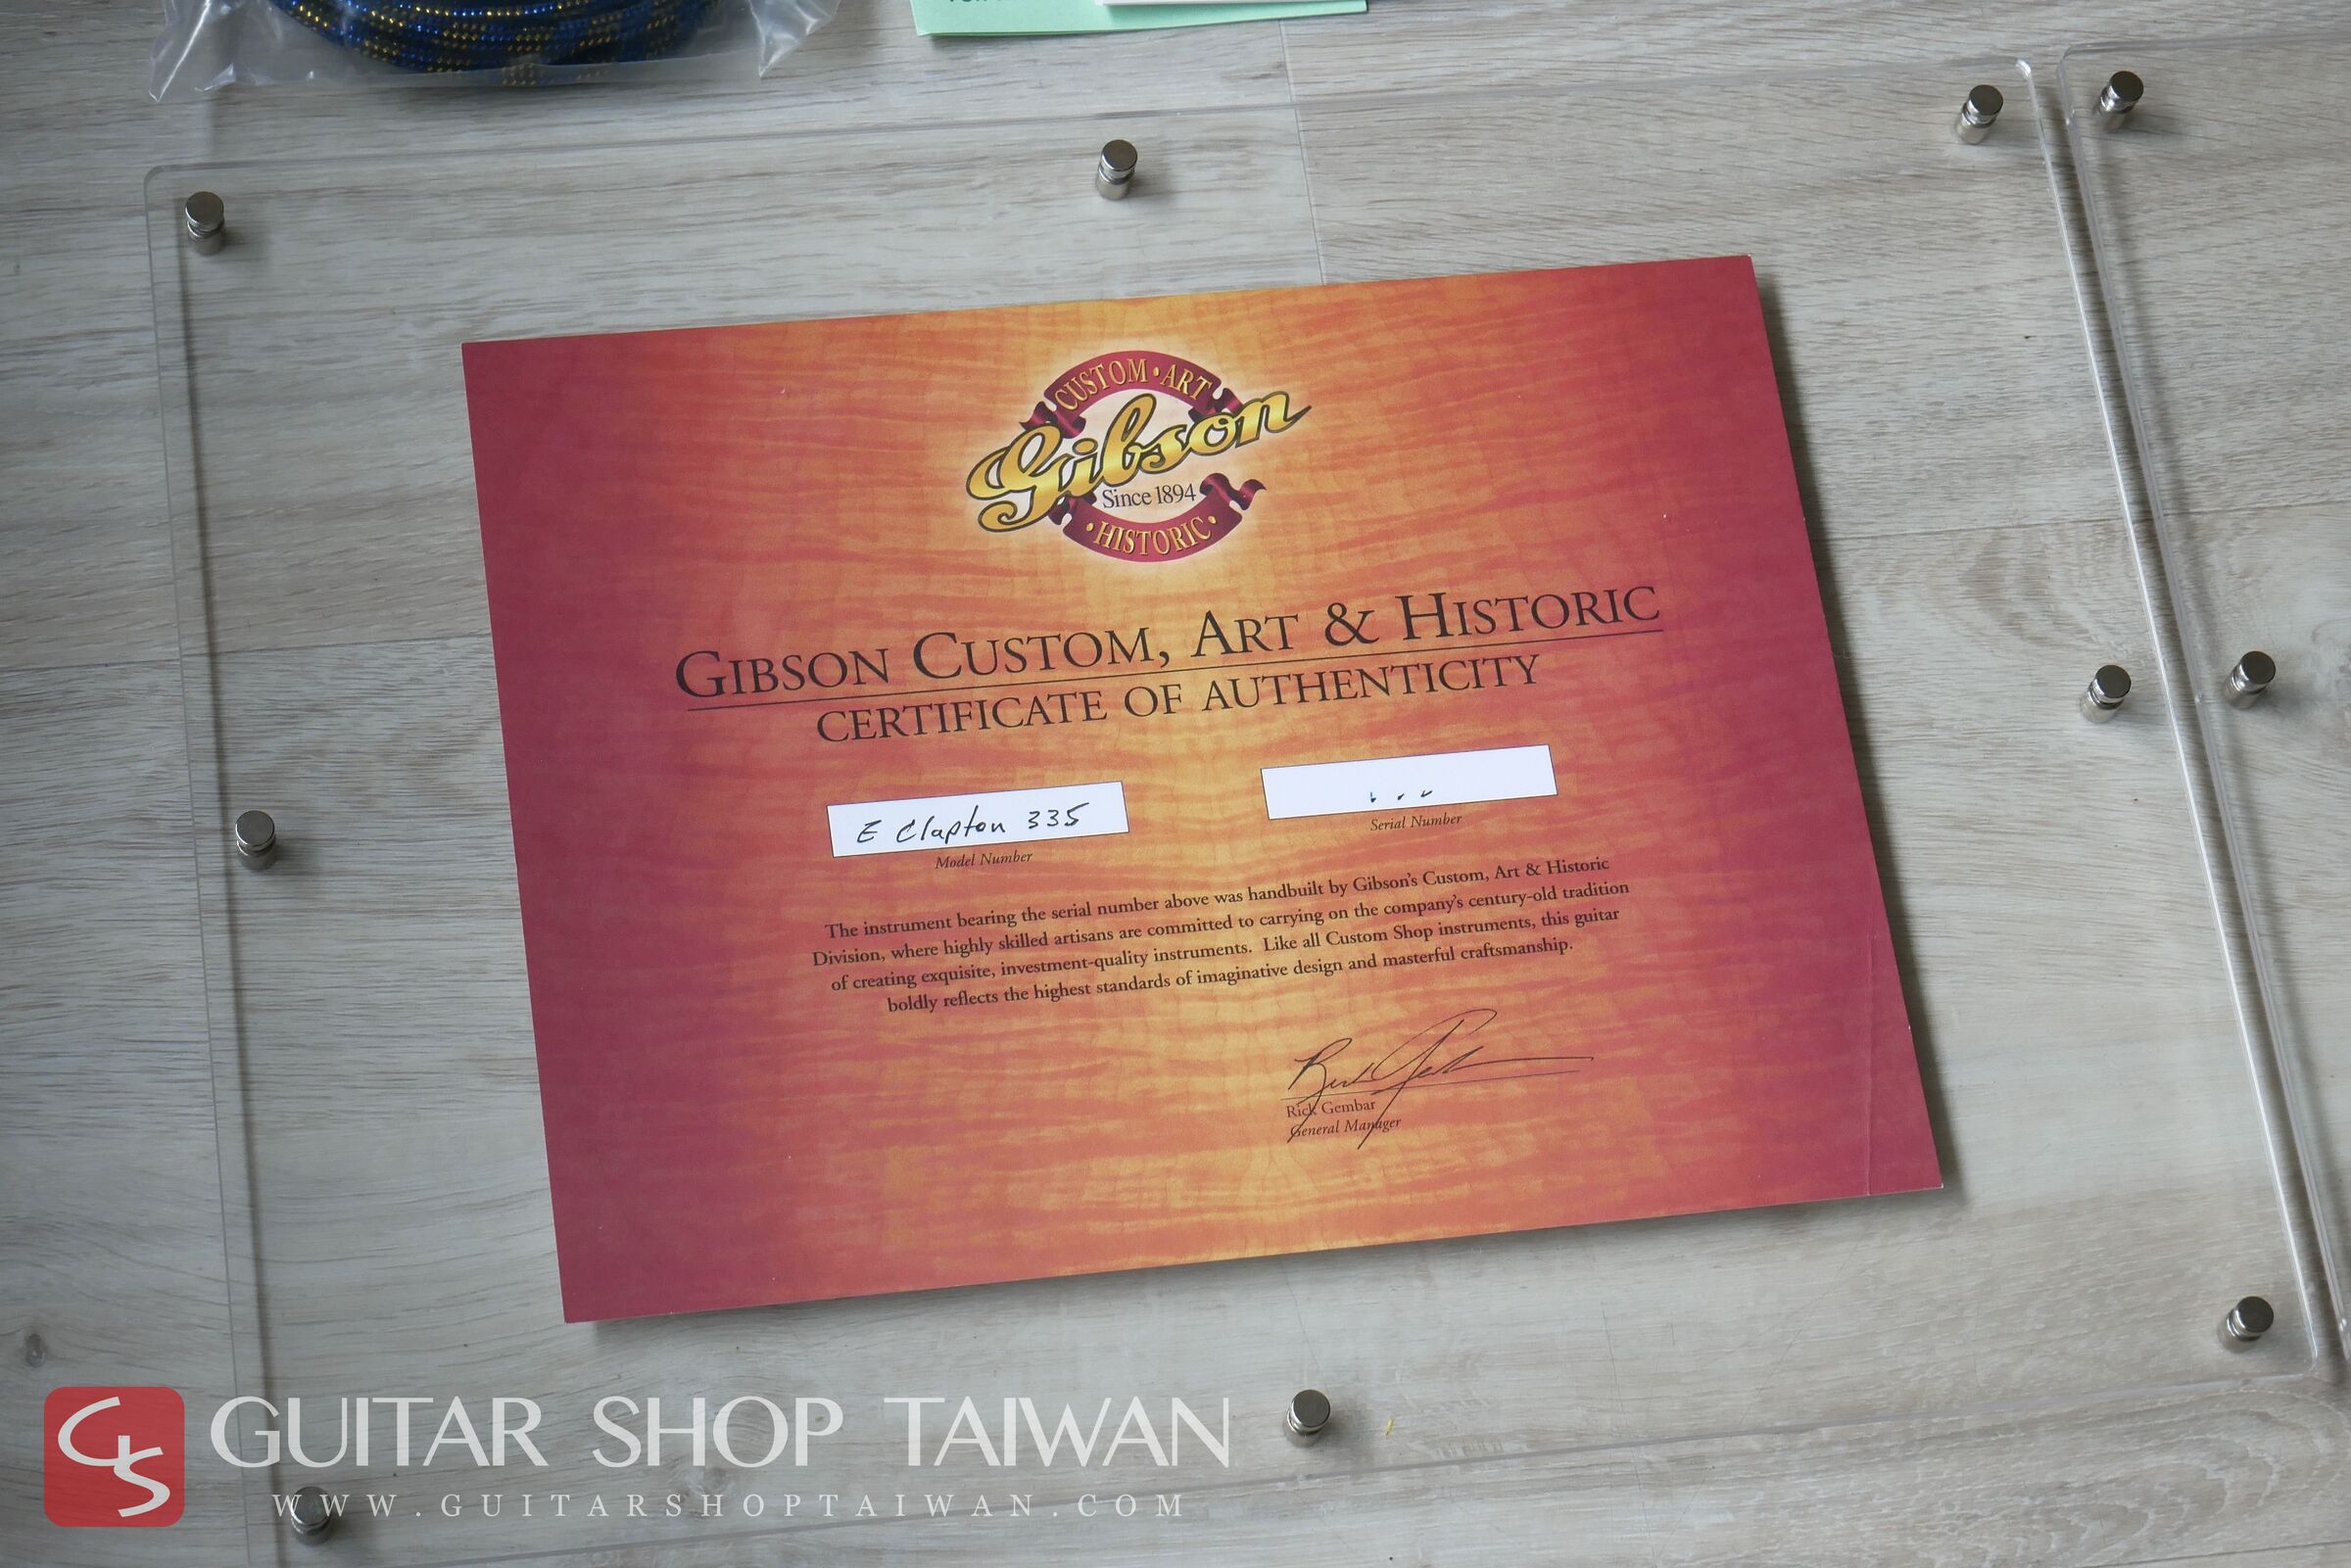 CUSTOM • ART
Gibson
Since 1894
• HISTORIC •
GIBSON CUSTOM, ART & HISTORIC
CERTIFICATE OF AUTHENTICITY
E Clapton 335
Model Number
Serial Number
The instrument bearing the serial number above was handbuilt by Gibson's Custom, Art & Historic
Division, where highly skilled artisans are committed to carrying on the company's century-old tradition
of creating exquisite, investment-quality instruments. Like all Custom Shop instruments, this guitar
boldly reflects the highest standards of imaginative design and masterful craftsmanship.
Rick Gembar
General Manager
GS GUITAR SHOP TAIWAN
WWW.GUITARSHOPTAIWAN.COM